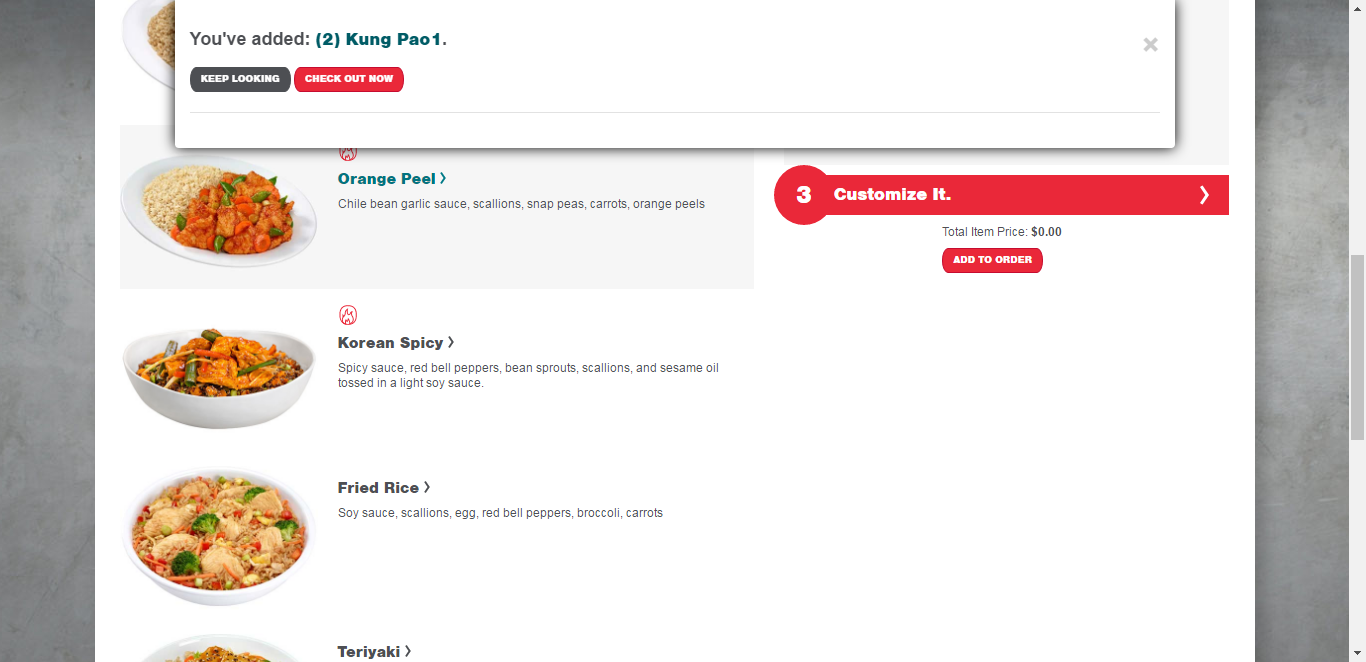 You've added: (2) Kung Pao1.
KEEP LOOKING CHECK OUT NOW
Orange Peel
Chile bean garlic sauce, scallions, snap peas, carrots, orange peels
3 Customize It.
Total Item Price: $0.00
ADD TO ORDER
Korean Spicy
Spicy sauce, red bell peppers, bean sprouts, scallions, and sesame oil
tossed in a light soy sauce.
Fried Rice
Soy sauce, scallions, egg, red bell peppers, broccoli, carrots
Teriyaki